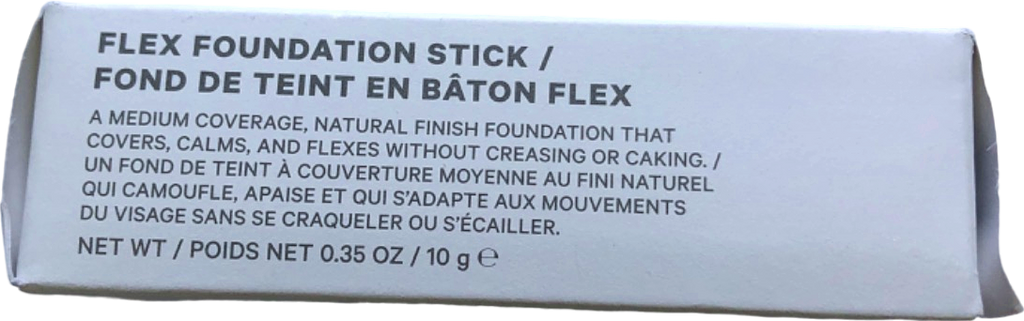 FLEX FOUNDATION STICK /
FOND DE TEINT EN BÂTON FLEX
A MEDIUM COVERAGE, NATURAL FINISH FOUNDATION THAT
COVERS, CALMS, AND FLEXES WITHOUT CREASING OR CAKING. /
UN FOND DE TEINT À COUVERTURE MOYENNE AU FINI NATUREL
QUI CAMOUFLE, APAISE ET QUI S'ADAPTE AUX MOUVEMENTS
DU VISAGE SANS SE CRAQUELER OU S'ÉCAILLER.
NET WT / POIDS NET 0.35 OZ / 10 g ℮